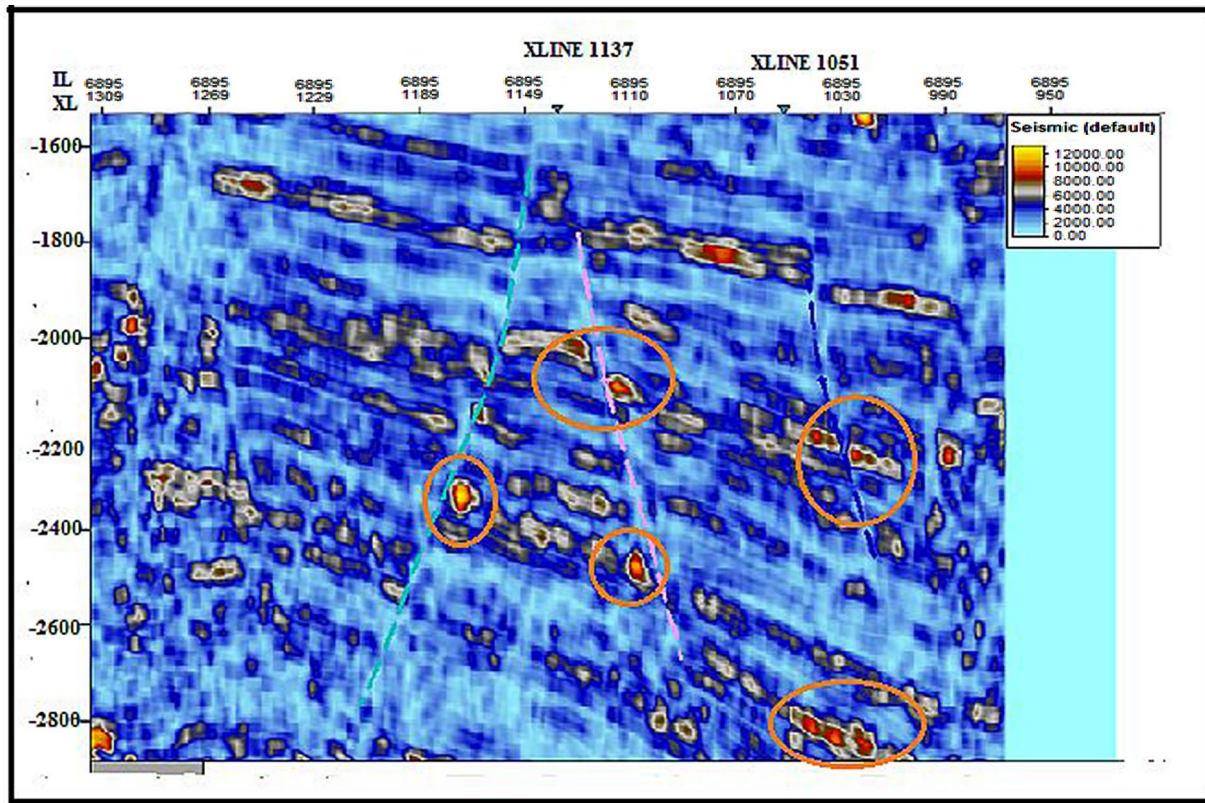 XLINE 1137
XLINE 1051
IL 6895 6895 6895 6895 6895 6895 6895 6895 6895 6895
XL 1309 1269 1229 1189 1149 1110 1070 1030 990 950
Seismic (default)
12000.00
10000.00
8000.00
6000.00
4000.00
2000.00
0.00
-1600
-1800
-2000
-2200
-2400
-2600
-2800